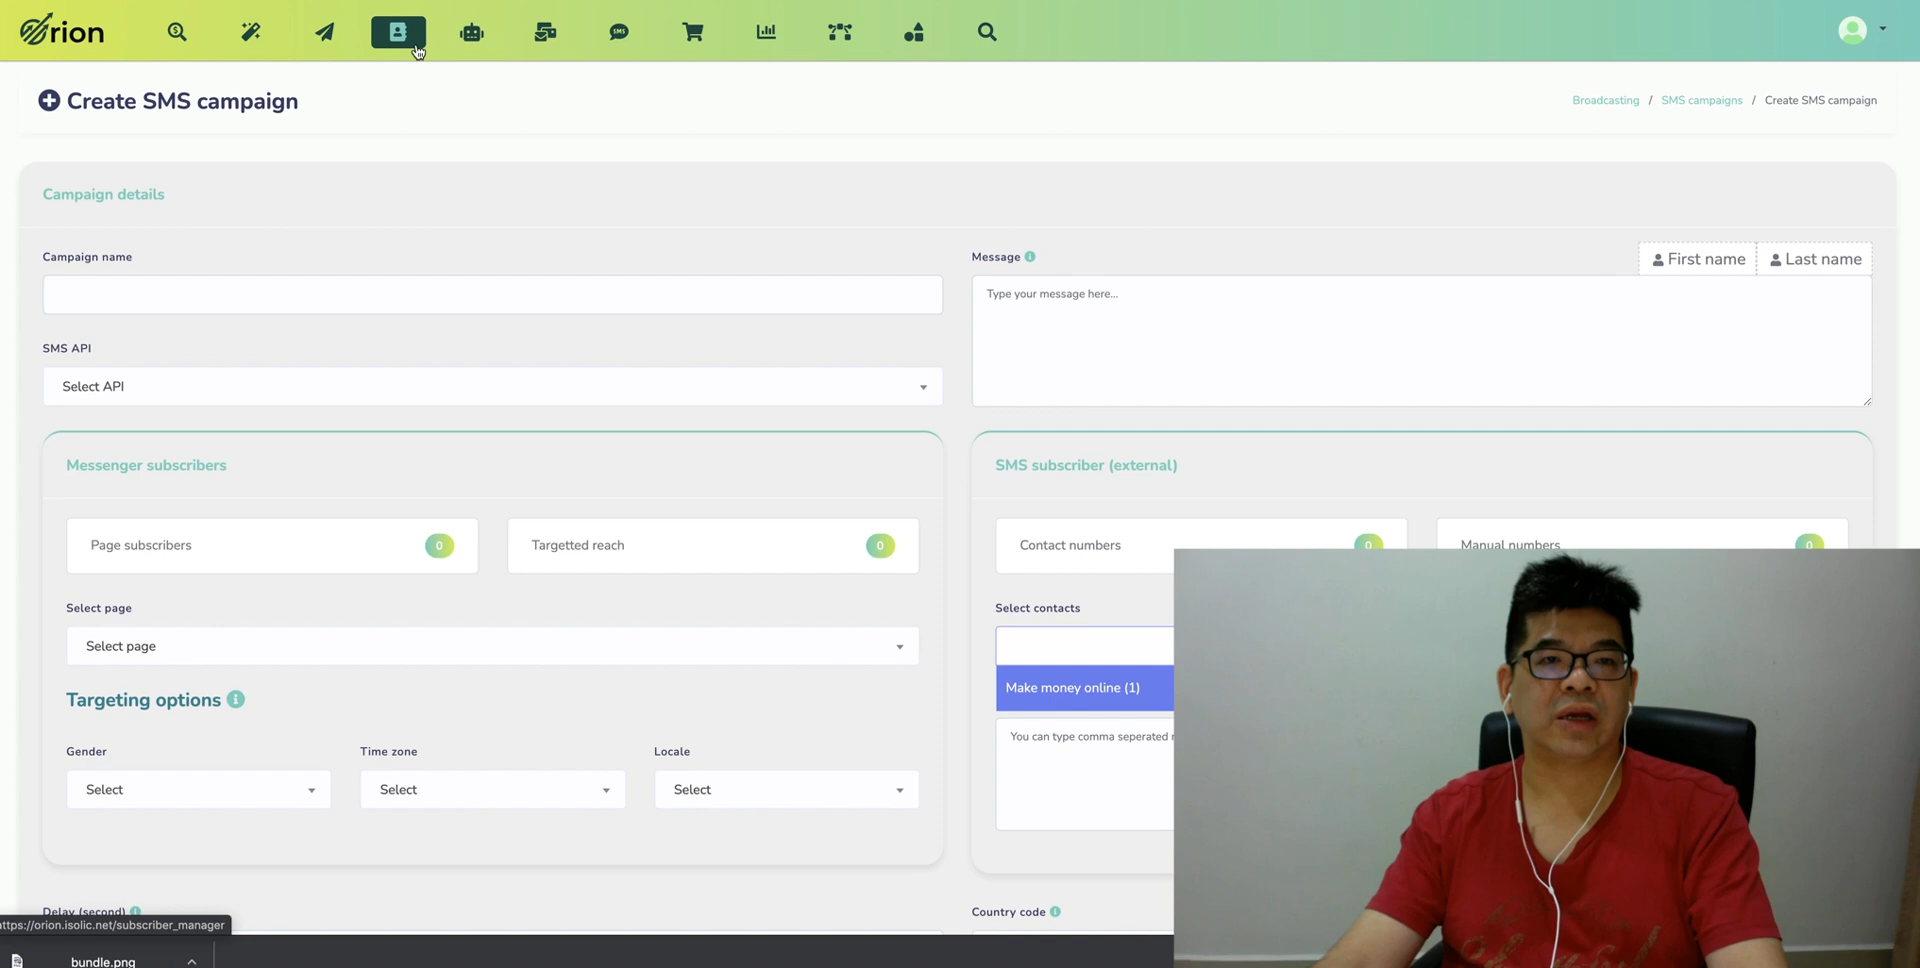 Orion
SMS
Create SMS campaign
Broadcasting / SMS campaigns / Create SMS campaign
Campaign details
Campaign name
Message
First name
Last name
Type your message here...
SMS API
Select API
Messenger subscribers
SMS subscriber (external)
Page subscribers 0
Targetted reach 0
Contact numbers 0
Manual numbers 0
Select page
Select contacts
Select page
Make money online (1)
Targeting options
You can type comma seperated
Gender
Time zone
Locale
Select
Select
Select
Delay (second)
Country code
https://orion.isolic.net/subscriber_manager
bundle.png